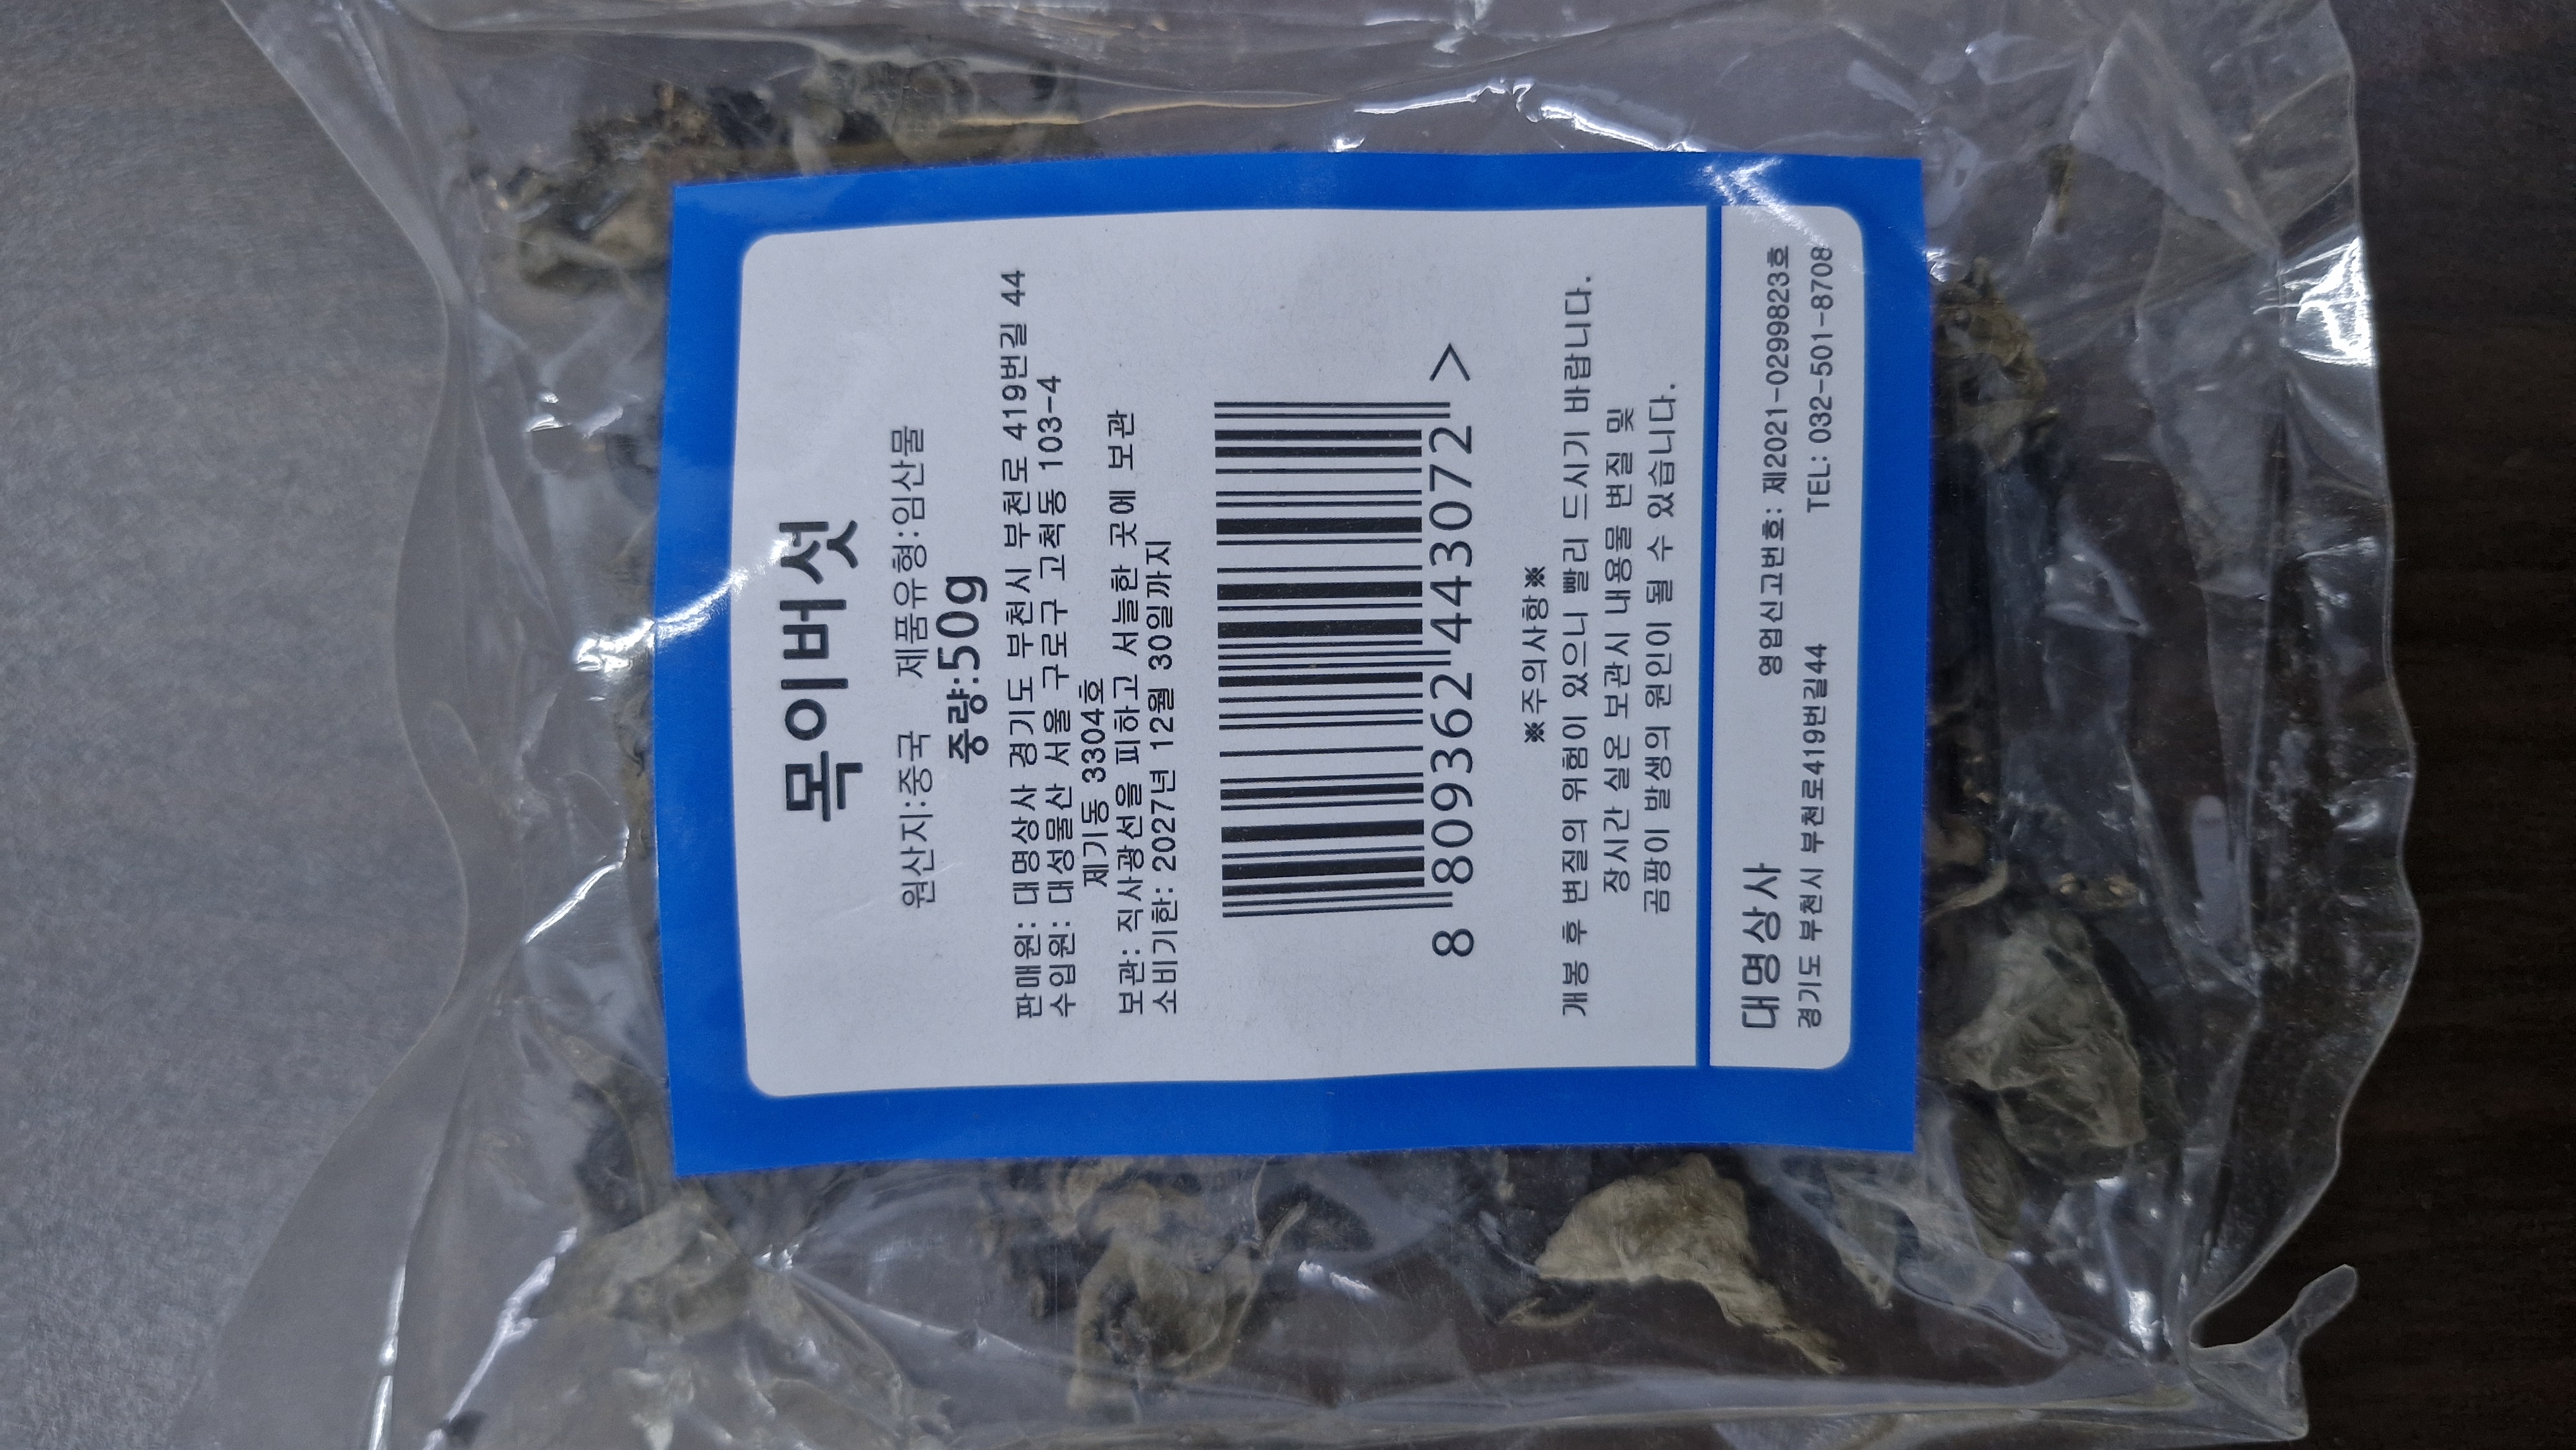 목이버섯
원산지:중국 제품유형:임산물
중량:50g
판매원: 대명상사 경기도 부천시 부천로 419번길 44
수입원: 대성물산 서울 구로구 고척동 103-4
제기동 3304호
보관: 직사광선을 피하고 서늘한 곳에 보관
소비기한: 2027년 12월 30일까지
8 809362 443072 >
※주의사항※
개봉 후 변질의 위험이 있으니 빨리 드시기 바랍니다.
장시간 실온 보관시 내용물 변질 및
곰팡이 발생의 원인이 될 수 있습니다.
대명상사 영업신고번호: 제2021-0299823호
경기도 부천시 부천로419번길44 TEL: 032-501-8708